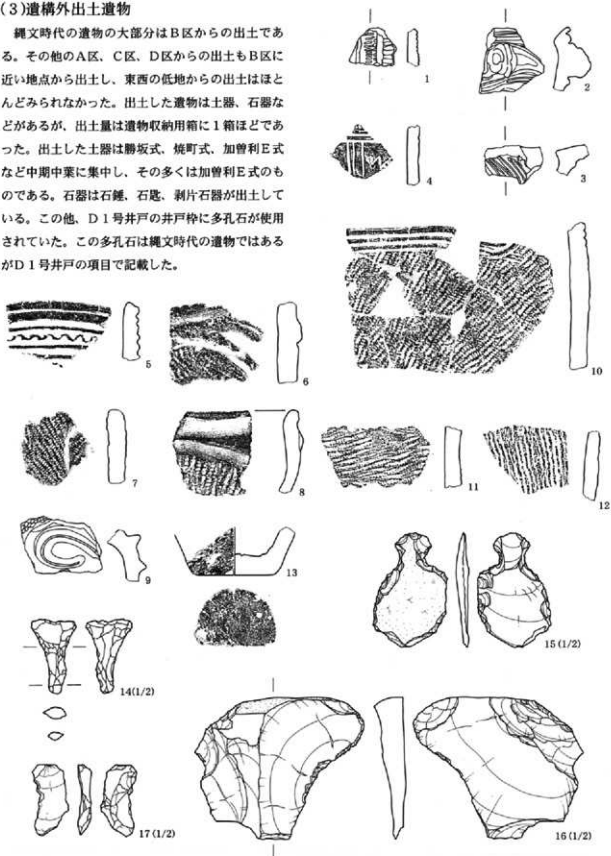 (3)遺構外出土遺物
縄文時代の遺物の大部分はB区からの出土であ
る。その他のA区、C区、D区からの出土もB区に
近い地点から出土し、東西の低地からの出土はほと
んどみられなかった。出土した遺物は土器、石器な
どがあるが、出土量は遺物収納用箱に1箱ほどであ
った。出土した土器は勝坂式、焼町式、加曽利E式
など中期中葉に集中し、その多くは加曽利E式のも
のである。石器は石錘、石匙、剥片石器が出土して
いる。この他、D1号井戸の井戸枠に多孔石が使用
されていた。この多孔石は縄文時代の遺物ではある
がD1号井戸の項目で記載した。
1
2
3
4
5
6
10
7
8
11
12
9
13
14(1/2)
15(1/2)
17(1/2)
16(1/2)